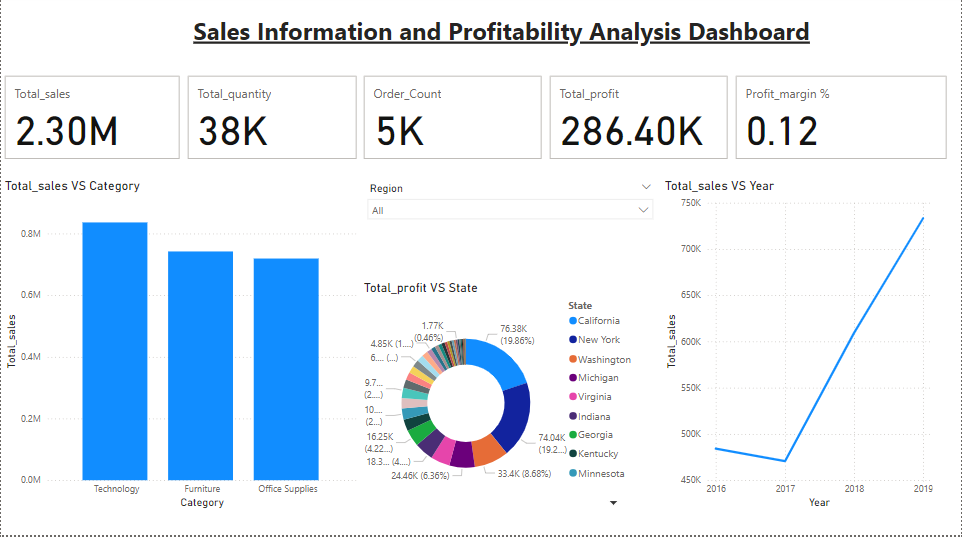 Sales Information and Profitability Analysis Dashboard
Total_sales
2.30M
Total_quantity
38K
Order_Count
5K
Total_profit
286.40K
Profit_margin %
0.12
Total_sales VS Category
0.8M
0.6M
0.4M
0.2M
0.0M
Total_sales
Technology
Furniture
Office Supplies
Category
Region
All
Total_profit VS State
1.77K
(0.46%)
4.85K (1....)
6.... (...)
9.7...
(2....)
10....
(2...)
16.25K
(4.22...)
18.3... (4....)
24.46K (6.36%)
33.4K (8.68%)
74.04K
(19.2...)
76.38K
(19.86%)
State
California
New York
Washington
Michigan
Virginia
Indiana
Georgia
Kentucky
Minnesota
Total_sales VS Year
750K
700K
650K
600K
550K
500K
450K
Total_sales
2016
2017
2018
2019
Year